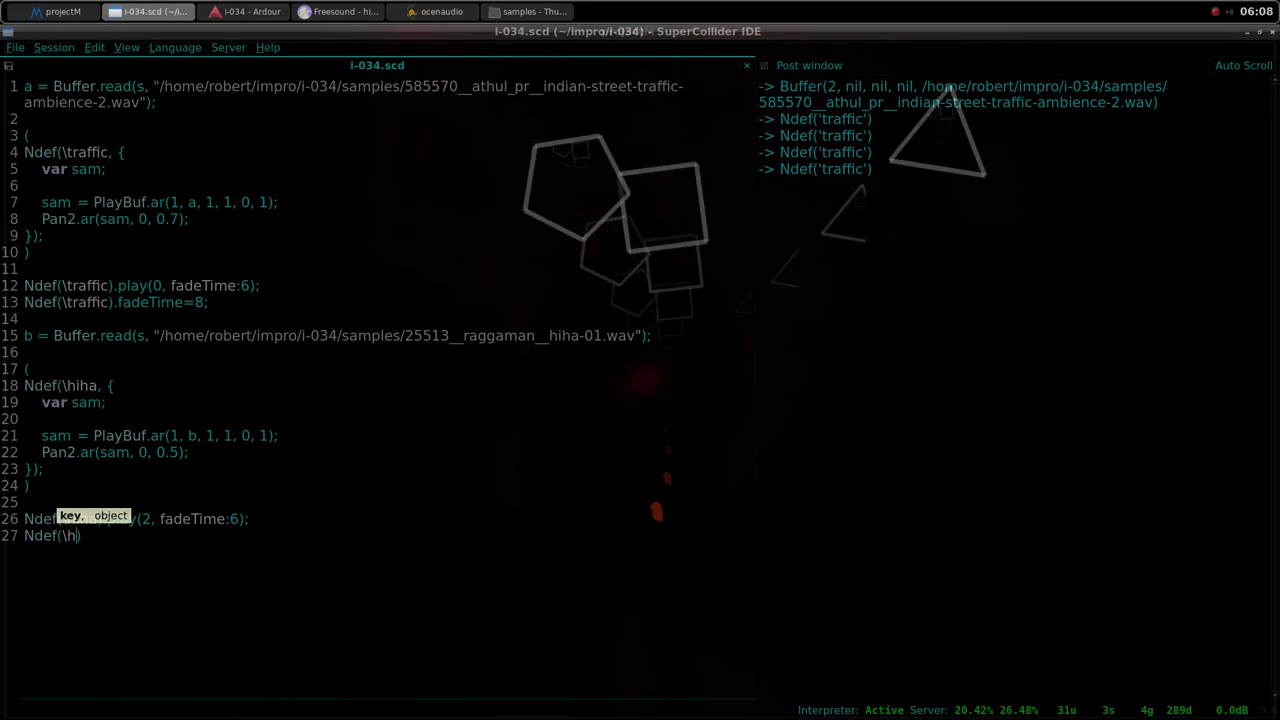 projectM
i-034.scd (~/i...
i-034 - Ardour
Freesound - hi...
ocenaudio
samples - Thu...
06:08
i-034.scd (~/impro/i-034) - SuperCollider IDE
File Session Edit View Language Server Help
i-034.scd
1 a = Buffer.read(s, "/home/robert/impro/i-034/samples/585570__athul_pr__indian-street-traffic-
ambience-2.wav");
2
3 (
4 Ndef(\traffic, {
5 var sam;
6
7 sam = PlayBuf.ar(1, a, 1, 1, 0, 1);
8 Pan2.ar(sam, 0, 0.7);
9 });
10 )
11
12 Ndef(\traffic).play(0, fadeTime:6);
13 Ndef(\traffic).fadeTime=8;
14
15 b = Buffer.read(s, "/home/robert/impro/i-034/samples/25513__raggaman__hiha-01.wav");
16
17 (
18 Ndef(\hiha, {
19 var sam;
20
21 sam = PlayBuf.ar(1, b, 1, 1, 0, 1);
22 Pan2.ar(sam, 0, 0.5);
23 });
24 )
25
key, object
26 Ndef play(2, fadeTime:6);
27 Ndef(\h)
Post window
Auto Scroll
-> Buffer(2, nil, nil, nil, /home/robert/impro/i-034/samples/
585570__athul_pr__indian-street-traffic-ambience-2.wav)
-> Ndef('traffic')
-> Ndef('traffic')
-> Ndef('traffic')
-> Ndef('traffic')
Interpreter: Active Server: 20.42% 26.48% 31u 3s 4g 289d 0.0dB